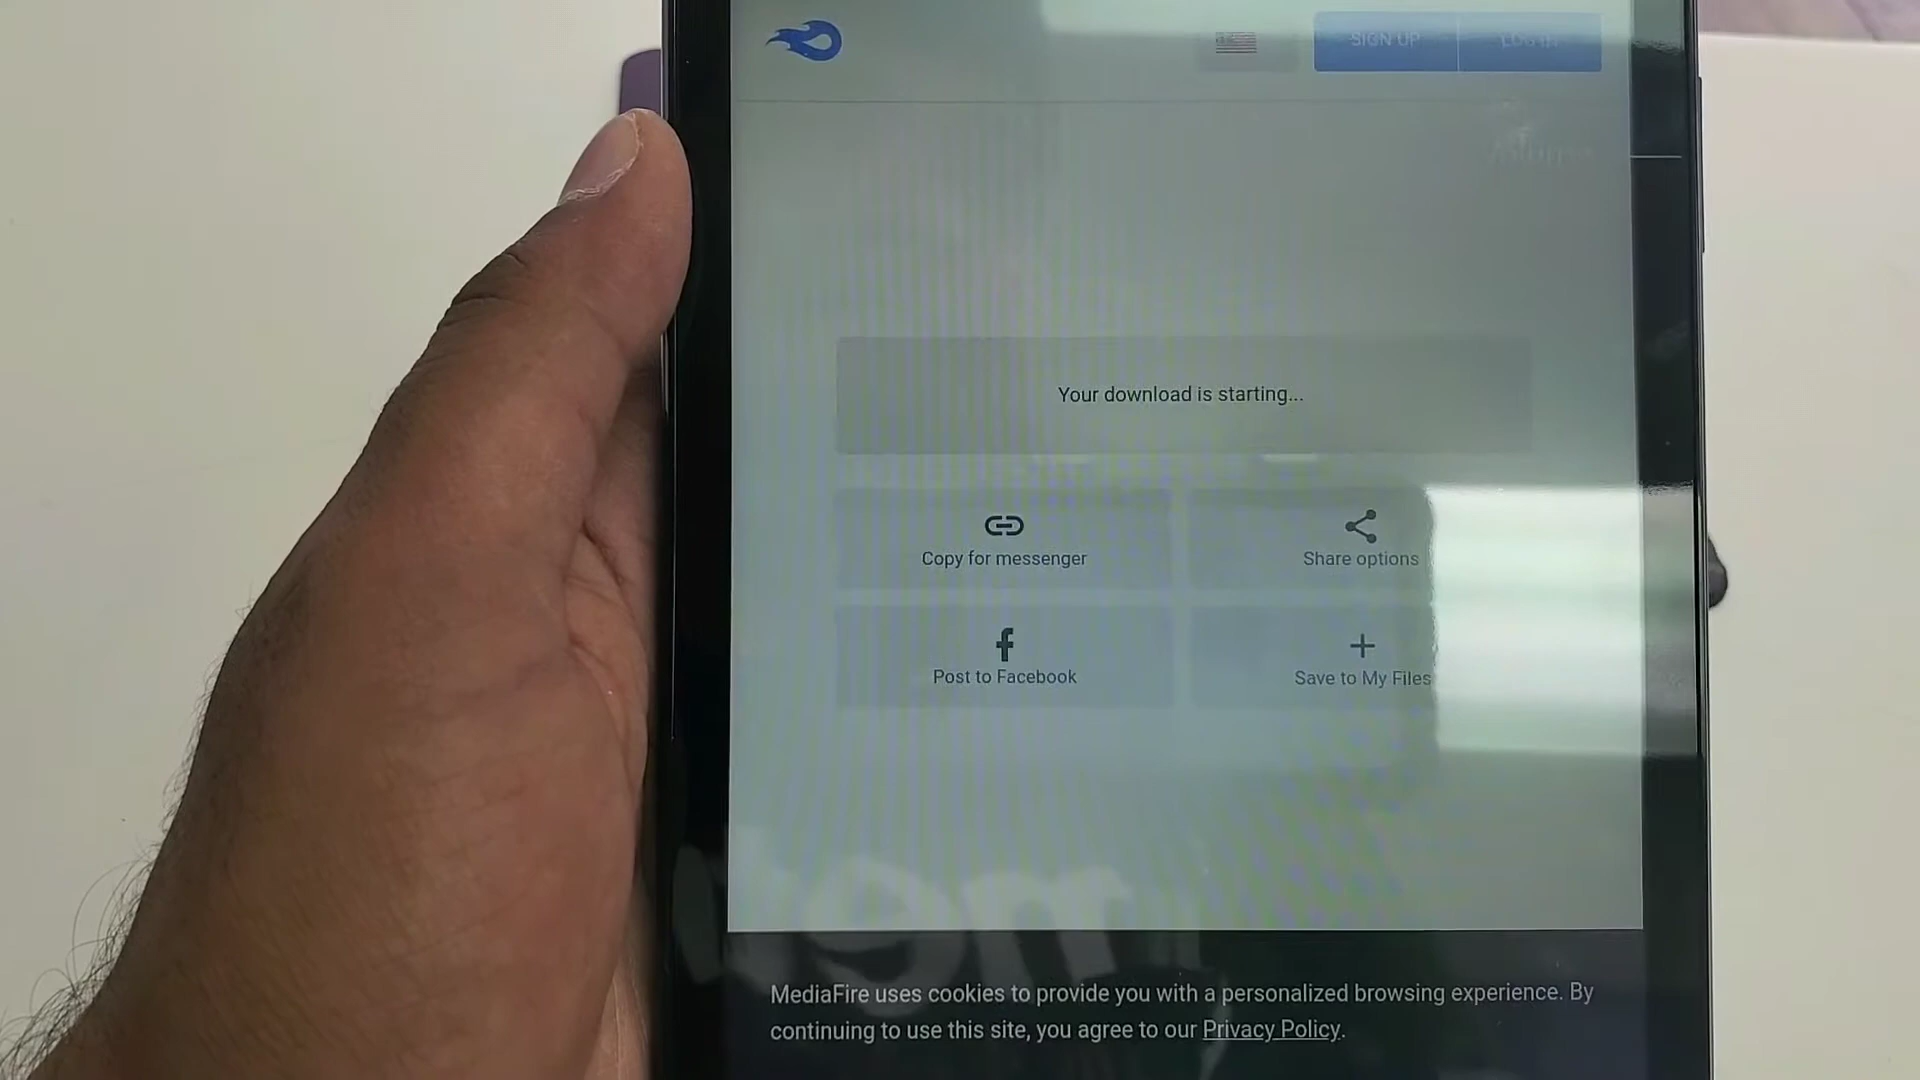 SIGN UP
LOG IN
Your download is starting...
Copy for messenger
Share options
Post to Facebook
Save to My Files
MediaFire uses cookies to provide you with a personalized browsing experience. By
continuing to use this site, you agree to our Privacy Policy.